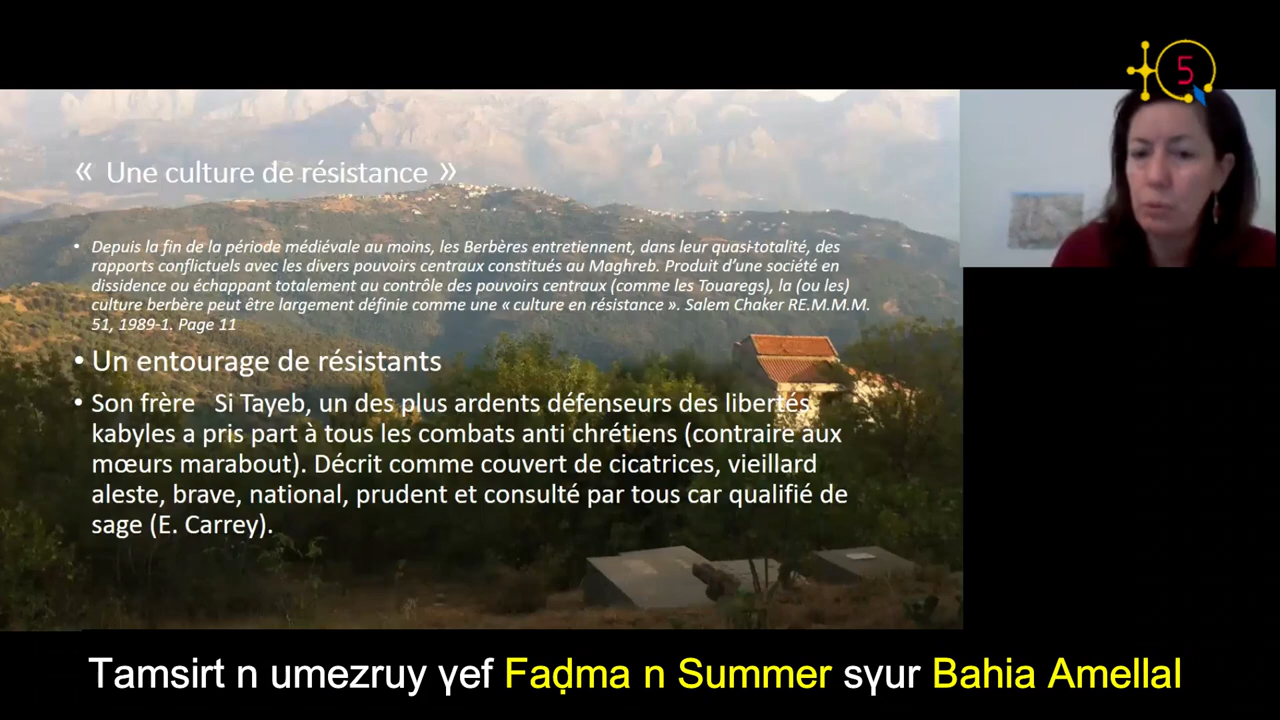 5
« Une culture de résistance »
• Depuis la fin de la période médiévale au moins, les Berbères entretiennent, dans leur quasi-totalité, des
rapports conflictuels avec les divers pouvoirs centraux constitués au Maghreb. Produit d’une société en
dissidence ou échappant totalement au contrôle des pouvoirs centraux (comme les Touaregs), la (ou les)
culture berbère peut être largement définie comme une « culture en résistance ». Salem Chaker RE.M.M.M.
51, 1989-1. Page 11
• Un entourage de résistants
• Son frère Si Tayeb, un des plus ardents défenseurs des libertés
kabyles a pris part à tous les combats anti chrétiens (contraire aux
mœurs marabout). Décrit comme couvert de cicatrices, vieillard
aleste, brave, national, prudent et consulté par tous car qualifié de
sage (E. Carrey).
Tamsirt n umezruy γef Faḍma n Summer sγur Bahia Amellal